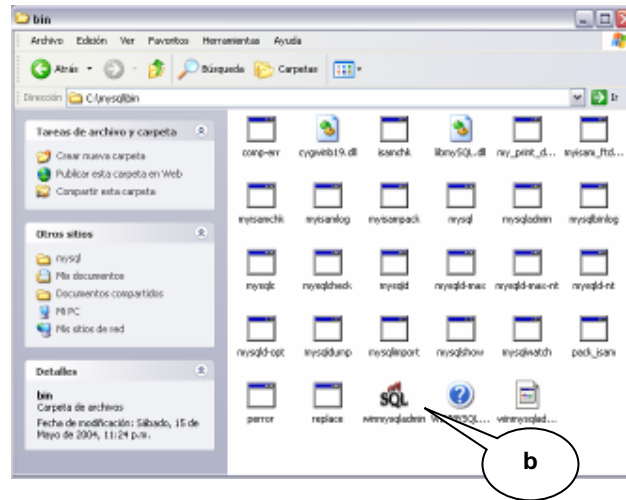 bin
Archivo Edición Ver Favoritos Herramientas Ayuda
Atrás Búsqueda Carpetas
Dirección C:\mysql\bin Ir
Tareas de archivo y carpeta
Crear nueva carpeta
Publicar esta carpeta en Web
Compartir esta carpeta
Otros sitios
mysql
Mis documentos
Documentos compartidos
Mi PC
Mis sitios de red
Detalles
bin
Carpeta de archivos
Fecha de modificación: Sábado, 15 de
Mayo de 2004, 11:24 p.m.
comp-err cygwinb19.dll isamchk libmySQL.dll my_print_d... myisam_ftd...
myisamchk myisamlog myisampack mysql mysqladmin mysqlbinlog
mysqlc mysqlcheck mysqld mysqld-max mysqld-max-nt mysqld-nt
mysqld-opt mysqldump mysqlimport mysqlshow mysqlwatch pack_isam
SQL
perror replace winmysqladmin winmysqlad...
b